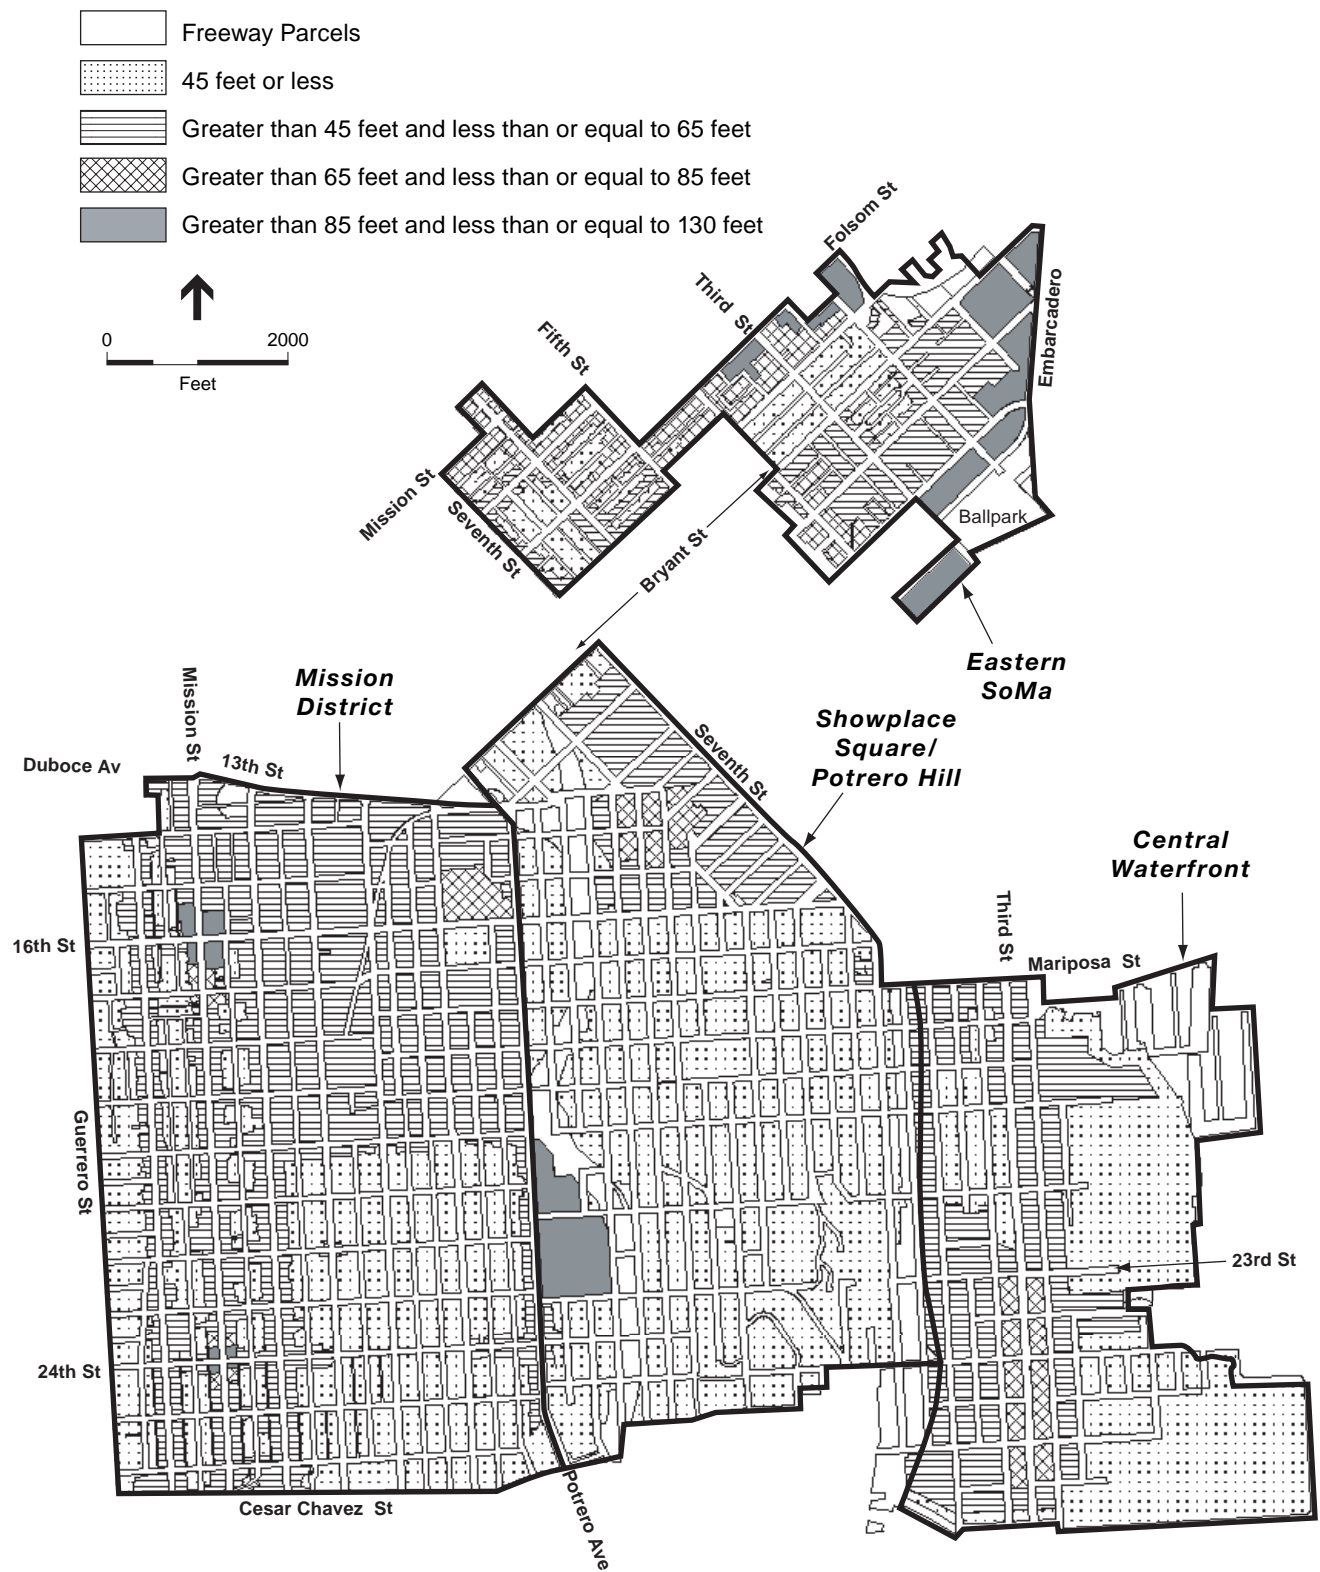 Freeway Parcels
45 feet or less
Greater than 45 feet and less than or equal to 65 feet
Greater than 65 feet and less than or equal to 85 feet
Greater than 85 feet and less than or equal to 130 feet
0 2000
Feet
Folsom St
Third St
Fifth St
Embarcadero
Mission St
Seventh St
Bryant St
Ballpark
Eastern
SoMa
Mission
District
Mission St
Duboce Av
13th St
Seventh St
Showplace
Square/
Potrero Hill
Central
Waterfront
Third St
Mariposa St
16th St
Guerrero St
23rd St
24th St
Cesar Chavez St
Potrero Ave